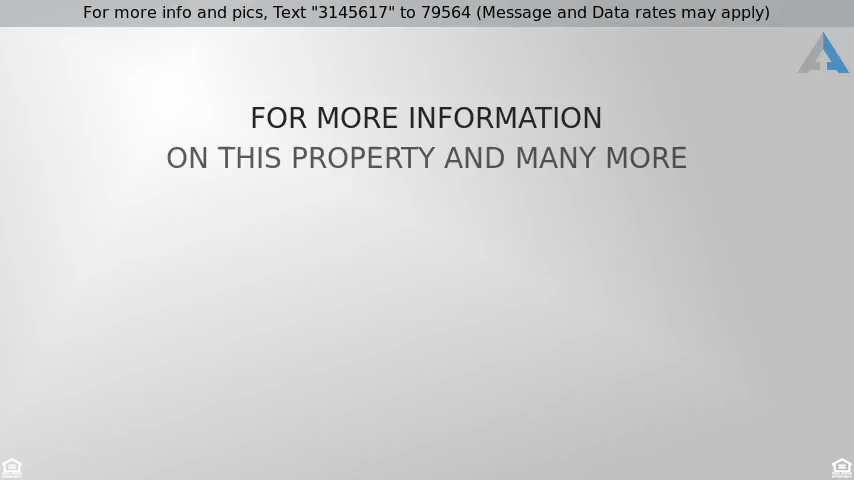 For more info and pics, Text "3145617" to 79564 (Message and Data rates may apply)
FOR MORE INFORMATION
ON THIS PROPERTY AND MANY MORE